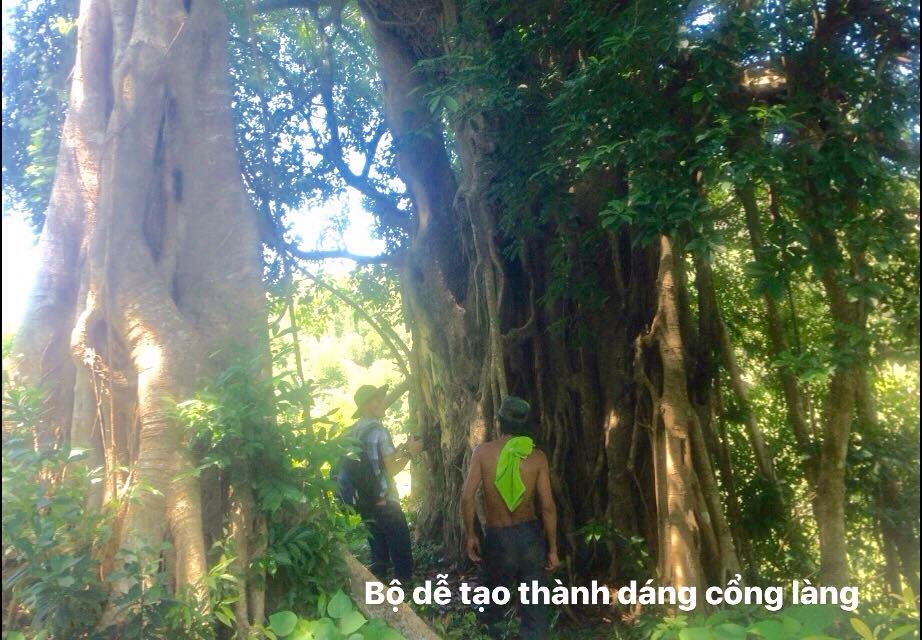 Bộ dễ tạo thành dáng cổng làng